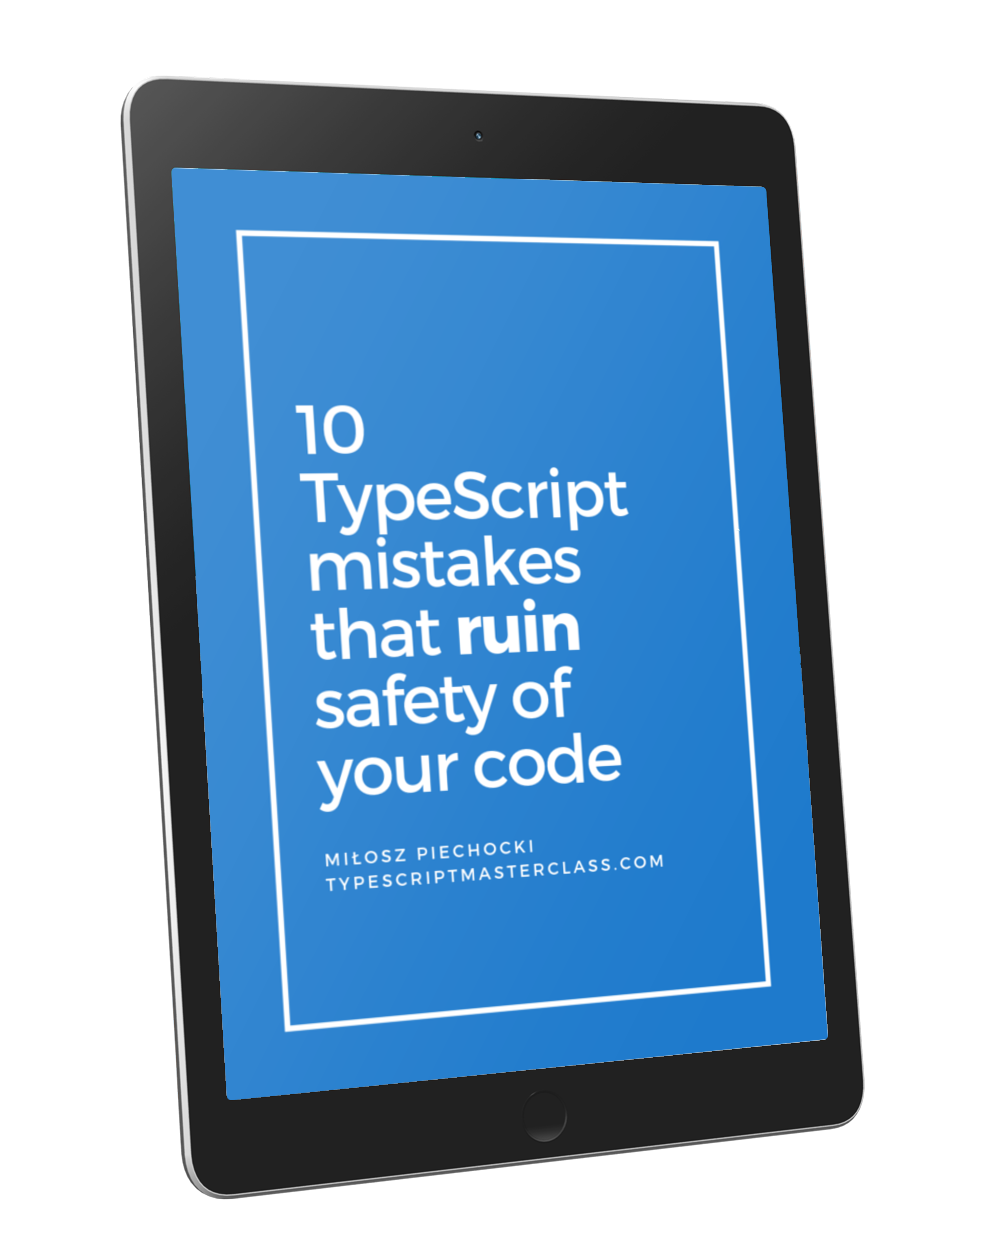 10
TypeScript
mistakes
that ruin
safety of
your code
MIŁOSZ PIECHOCKI
TYPESCRIPTMASTERCLASS.COM